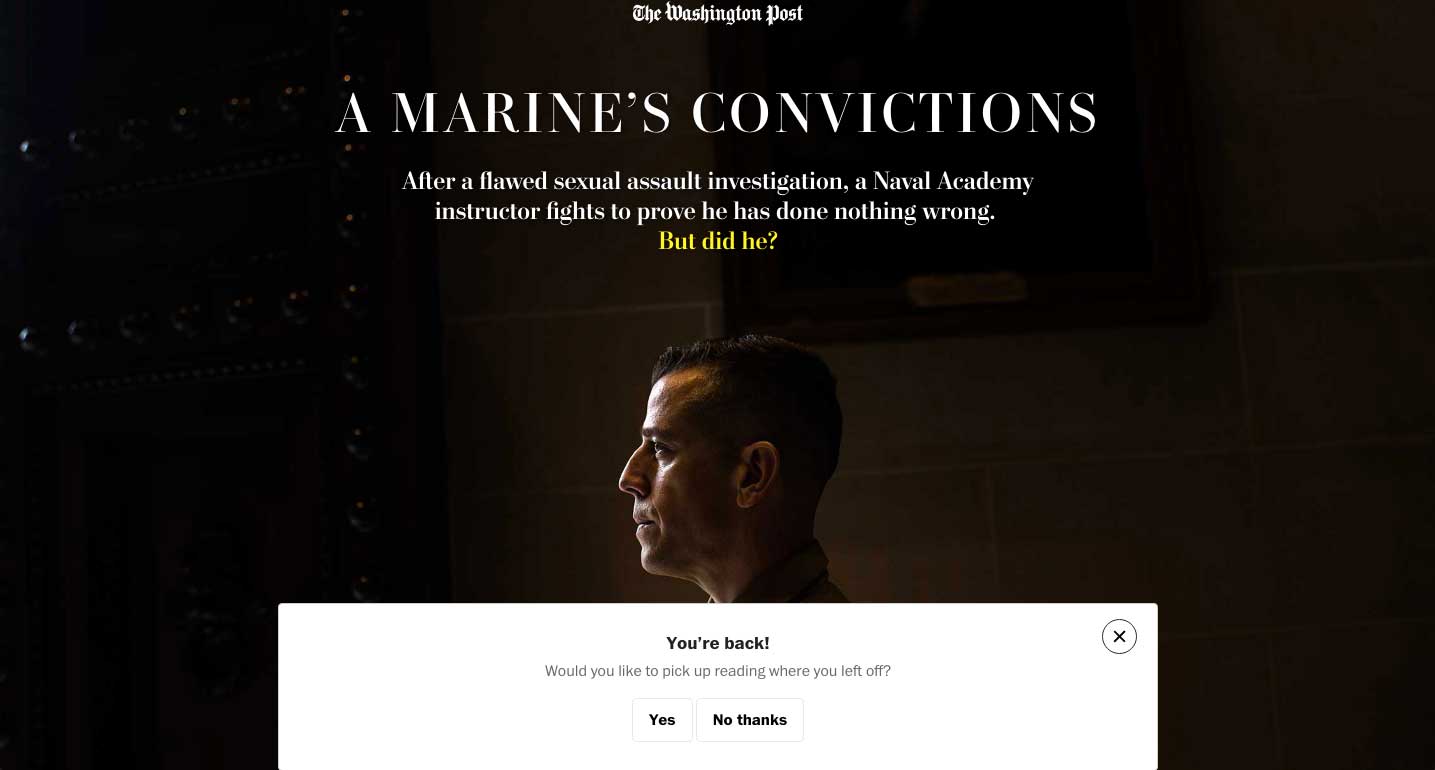 The Washington Post
A MARINE’S CONVICTIONS
After a flawed sexual assault investigation, a Naval Academy
instructor fights to prove he has done nothing wrong.
But did he?
You’re back!
Would you like to pick up reading where you left off?
Yes
No thanks